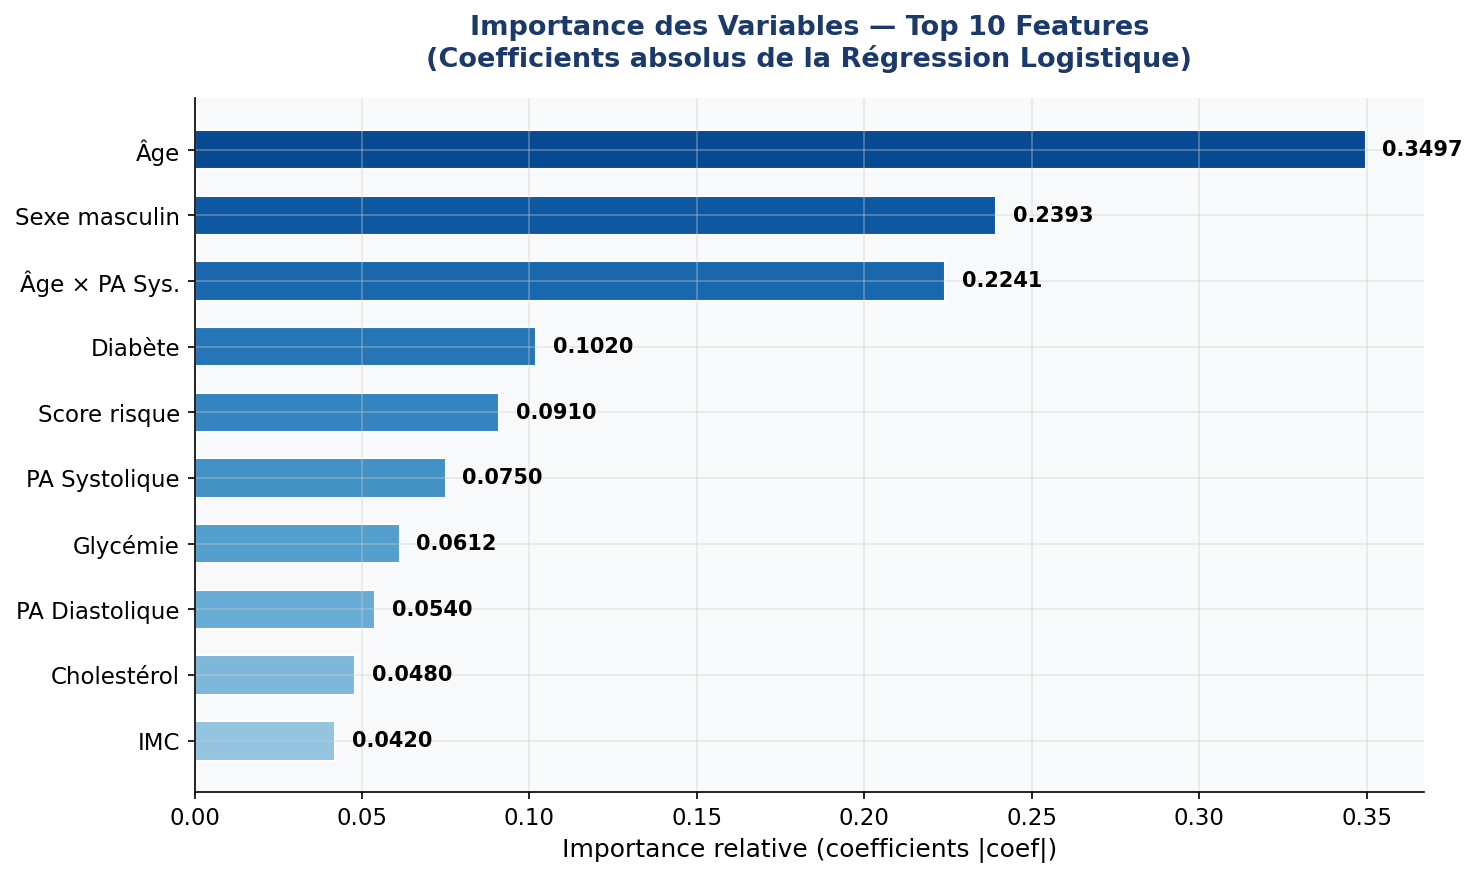 Importance des Variables — Top 10 Features
(Coefficients absolus de la Régression Logistique)
Âge 0.3497
Sexe masculin 0.2393
Âge × PA Sys. 0.2241
Diabète 0.1020
Score risque 0.0910
PA Systolique 0.0750
Glycémie 0.0612
PA Diastolique 0.0540
Cholestérol 0.0480
IMC 0.0420
0.00 0.05 0.10 0.15 0.20 0.25 0.30 0.35
Importance relative (coefficients |coef|)